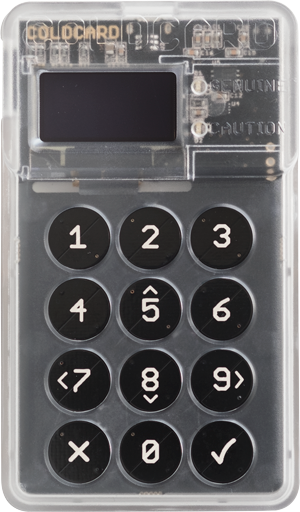 COLDCARD
GENUINE
CAUTION
1 2 3
4 5 6
<7 8 9>
X 0 ✓